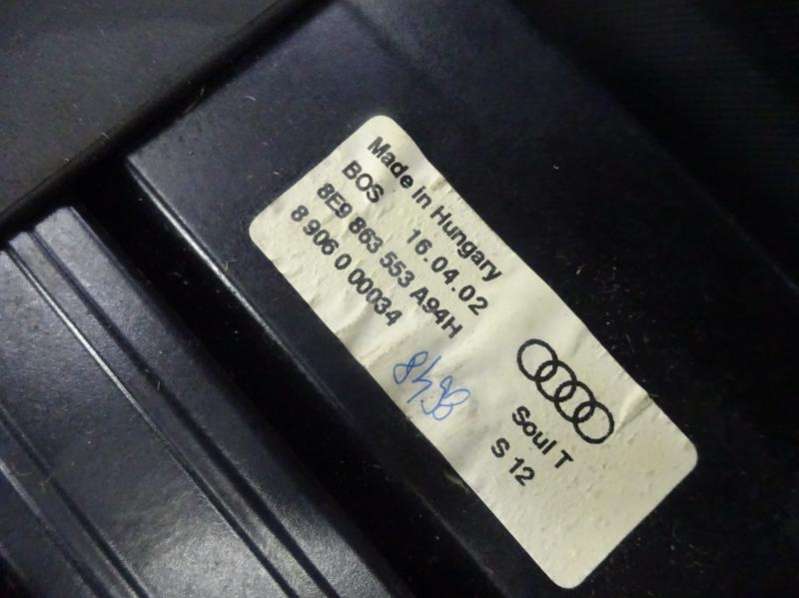 Made in Hungary
BOS 16.04.02
8E9 863 553 A94H
8 906 0 00034
Soul T
S 12